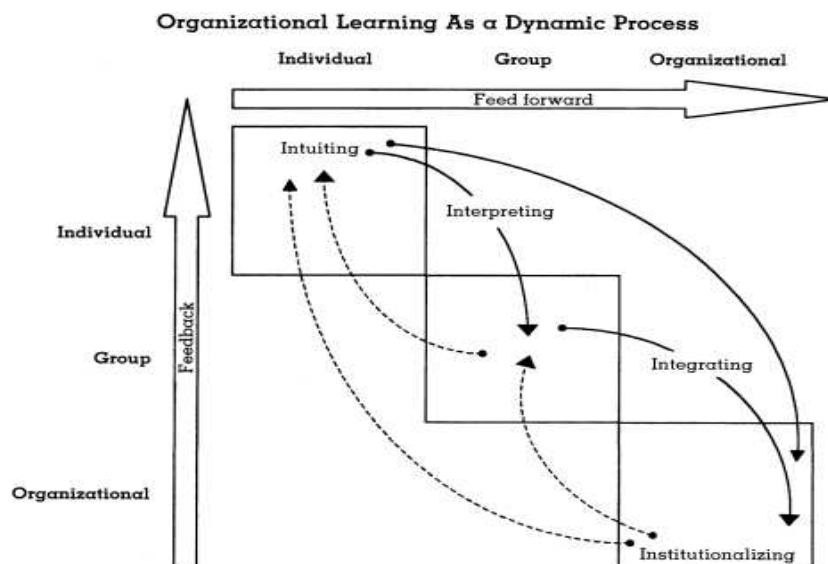 Organizational Learning As a Dynamic Process
Individual Group Organizational
Feed forward
Intuiting
Interpreting
Individual
Feedback
Group
Integrating
Organizational
Institutionalizing